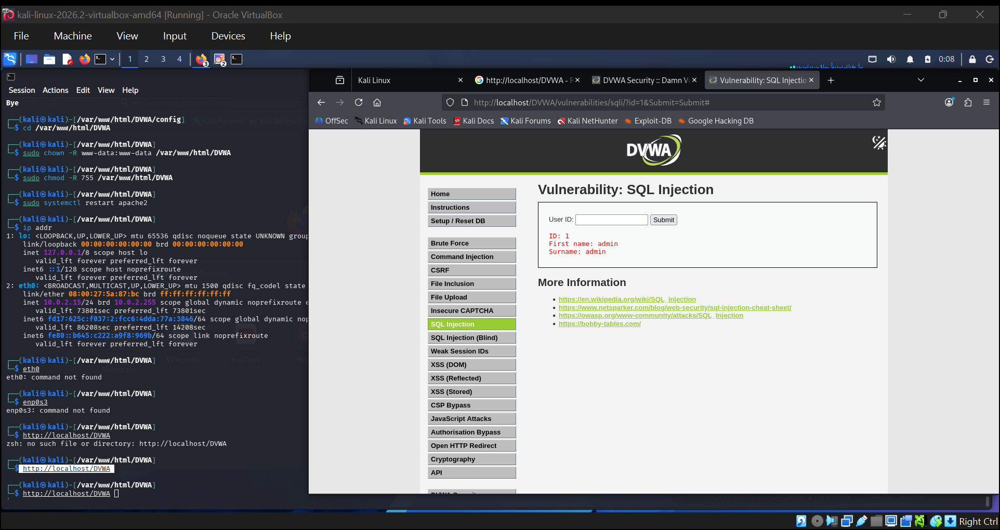 kali-linux-2026.2-virtualbox-amd64 [Running] - Oracle VirtualBox
File Machine View Input Devices Help
1 2 3 4
3 2
0:08
Session Actions Edit View Help
Bye
┌──(kali㉿kali)-[/var/www/html/DVWA/config]
└─$ cd /var/www/html/DVWA
┌──(kali㉿kali)-[/var/www/html/DVWA]
└─$ sudo chown -R www-data:www-data /var/www/html/DVWA
┌──(kali㉿kali)-[/var/www/html/DVWA]
└─$ sudo chmod -R 755 /var/www/html/DVWA
┌──(kali㉿kali)-[/var/www/html/DVWA]
└─$ sudo systemctl restart apache2
┌──(kali㉿kali)-[/var/www/html/DVWA]
└─$ ip addr
1: lo: <LOOPBACK,UP,LOWER_UP> mtu 65536 qdisc noqueue state UNKNOWN group
link/loopback 00:00:00:00:00:00 brd 00:00:00:00:00:00
inet 127.0.0.1/8 scope host lo
valid_lft forever preferred_lft forever
inet6 ::1/128 scope host noprefixroute
valid_lft forever preferred_lft forever
2: eth0: <BROADCAST,MULTICAST,UP,LOWER_UP> mtu 1500 qdisc fq_codel state
link/ether 08:00:27:5a:87:bc brd ff:ff:ff:ff:ff:ff
inet 10.0.2.15/24 brd 10.0.2.255 scope global dynamic noprefixroute e
valid_lft 73801sec preferred_lft 73801sec
inet6 fd17:625c:f037:2:fcc6:4dda:77a:3846/64 scope global dynamic nop
valid_lft 86208sec preferred_lft 14208sec
inet6 fe80::b645:c222:a9f8:969b/64 scope link noprefixroute
valid_lft forever preferred_lft forever
┌──(kali㉿kali)-[/var/www/html/DVWA]
└─$ eth0
eth0: command not found
┌──(kali㉿kali)-[/var/www/html/DVWA]
└─$ enp0s3
enp0s3: command not found
┌──(kali㉿kali)-[/var/www/html/DVWA]
└─$ http://localhost/DVWA
zsh: no such file or directory: http://localhost/DVWA
┌──(kali㉿kali)-[/var/www/html/DVWA]
└─$ http://localhost/DVWA
┌──(kali㉿kali)-[/var/www/html/DVWA]
└─$ http://localhost/DVWA
Wikipedia YouTube
Kali Linux
http://localhost/DVWA -
DVWA Security :: Damn Vu
Vulnerability: SQL Injectio
http://localhost/DVWA/vulnerabilities/sqli/?id=1&Submit=Submit#
OffSec Kali Linux Kali Tools Kali Docs Kali Forums Kali NetHunter Exploit-DB Google Hacking DB
DVWA
Home
Instructions
Setup / Reset DB
Brute Force
Command Injection
CSRF
File Inclusion
File Upload
Insecure CAPTCHA
SQL Injection
SQL Injection (Blind)
Weak Session IDs
XSS (DOM)
XSS (Reflected)
XSS (Stored)
CSP Bypass
JavaScript Attacks
Authorisation Bypass
Open HTTP Redirect
Cryptography
API
DVWA Security
Vulnerability: SQL Injection
User ID: Submit
ID: 1
First name: admin
Surname: admin
More Information
https://en.wikipedia.org/wiki/SQL_injection
https://www.netsparker.com/blog/web-security/sql-injection-cheat-sheet/
https://owasp.org/www-community/attacks/SQL_Injection
https://bobby-tables.com/
Right Ctrl